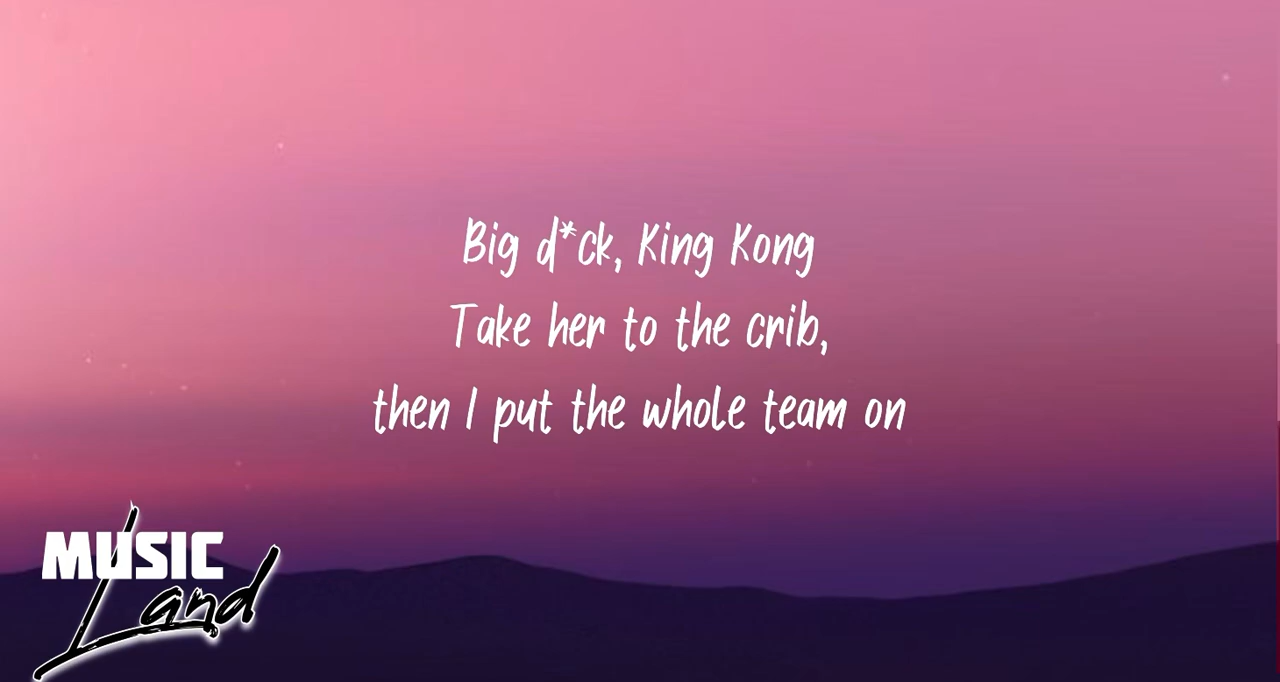 Big d*ck, King Kong
Take her to the crib,
then I put the whole team on
MUSIC
Land